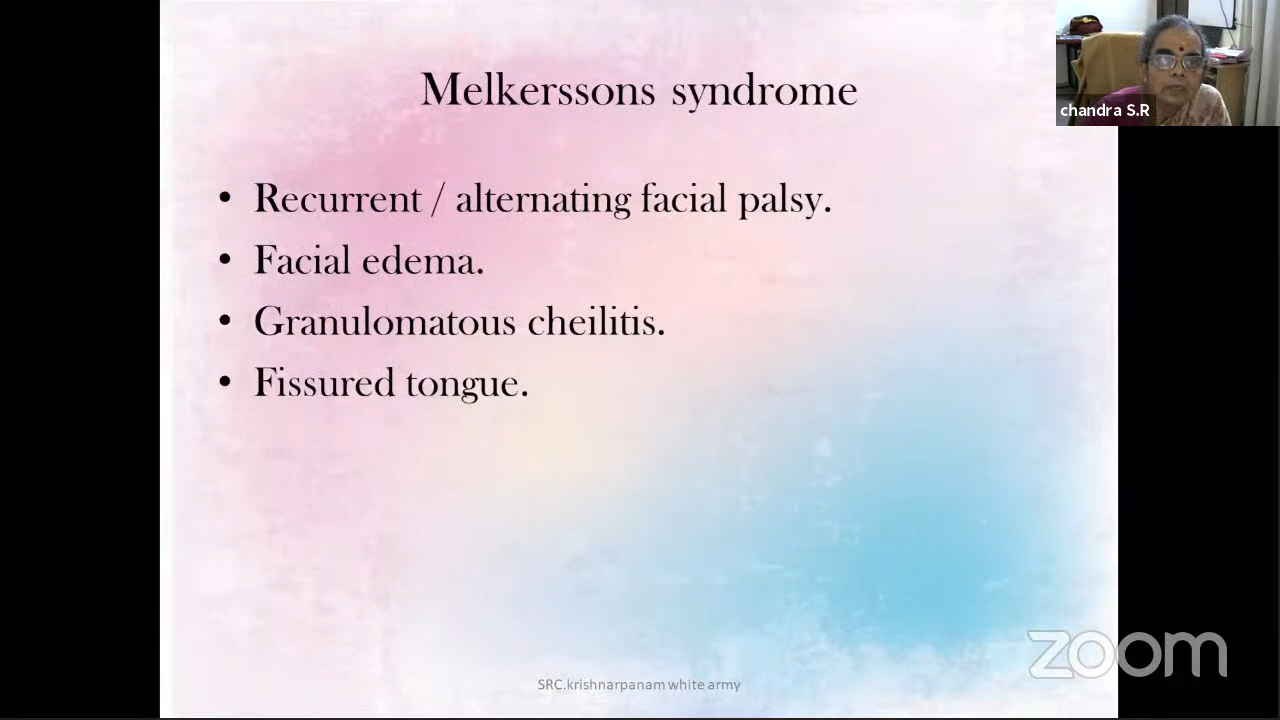 Melkerssons syndrome
chandra S.R
• Recurrent / alternating facial palsy.
• Facial edema.
• Granulomatous cheilitis.
• Fissured tongue.
zoom
SRC.krishnarpanam white army